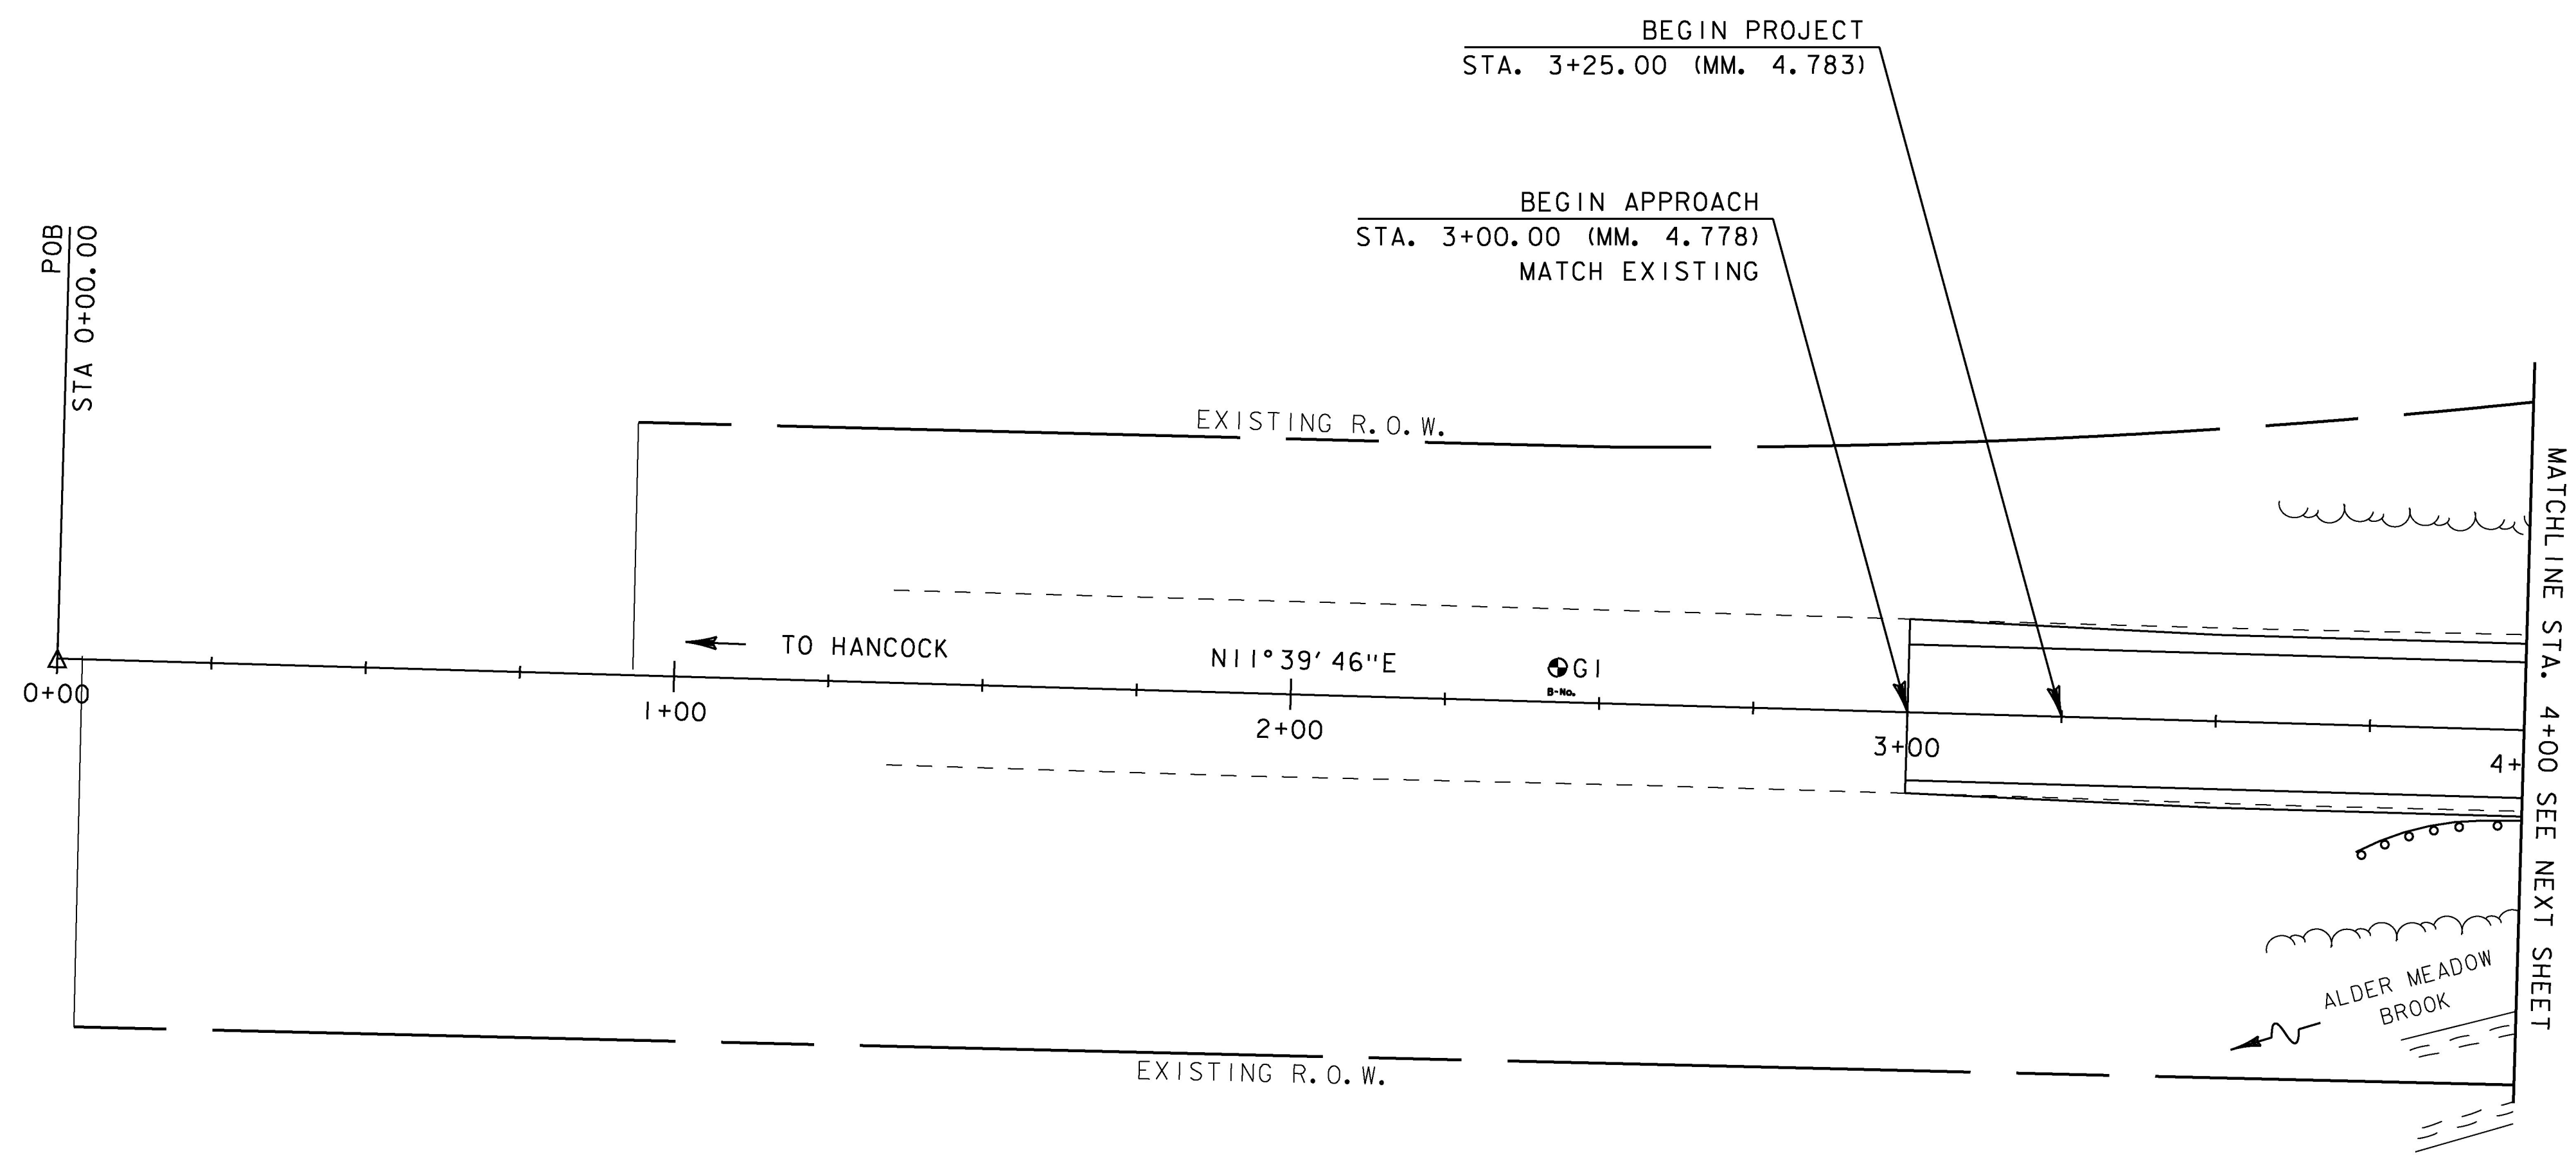 BEGIN PROJECT
STA. 3+25.00 (MM. 4.783)
BEGIN APPROACH
STA. 3+00.00 (MM. 4.778)
MATCH EXISTING
POB
STA 0+00.00
EXISTING R.O.W.
TO HANCOCK
N11°39'46"E
G1
B-No.
0+00
1+00
2+00
3+00
4+
MATCHLINE STA. 4+00 SEE NEXT SHEET
ALDER MEADOW
BROOK
EXISTING R.O.W.